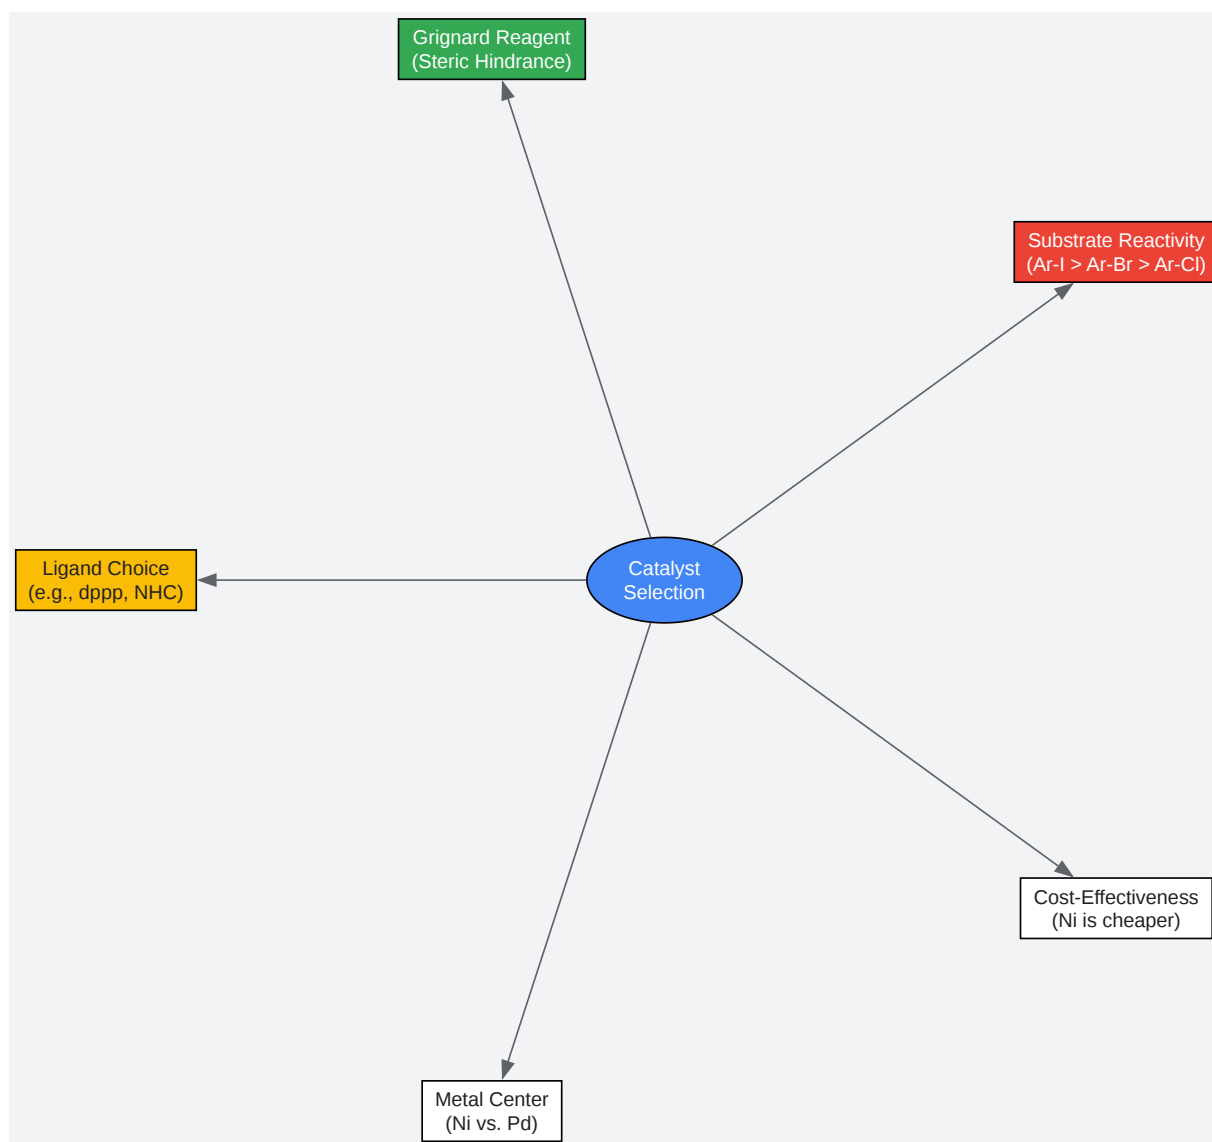 Grignard Reagent
(Steric Hindrance)
Substrate Reactivity
(Ar-I > Ar-Br > Ar-Cl)
Ligand Choice
(e.g., dppp, NHC)
Catalyst
Selection
Cost-Effectiveness
(Ni is cheaper)
Metal Center
(Ni vs. Pd)